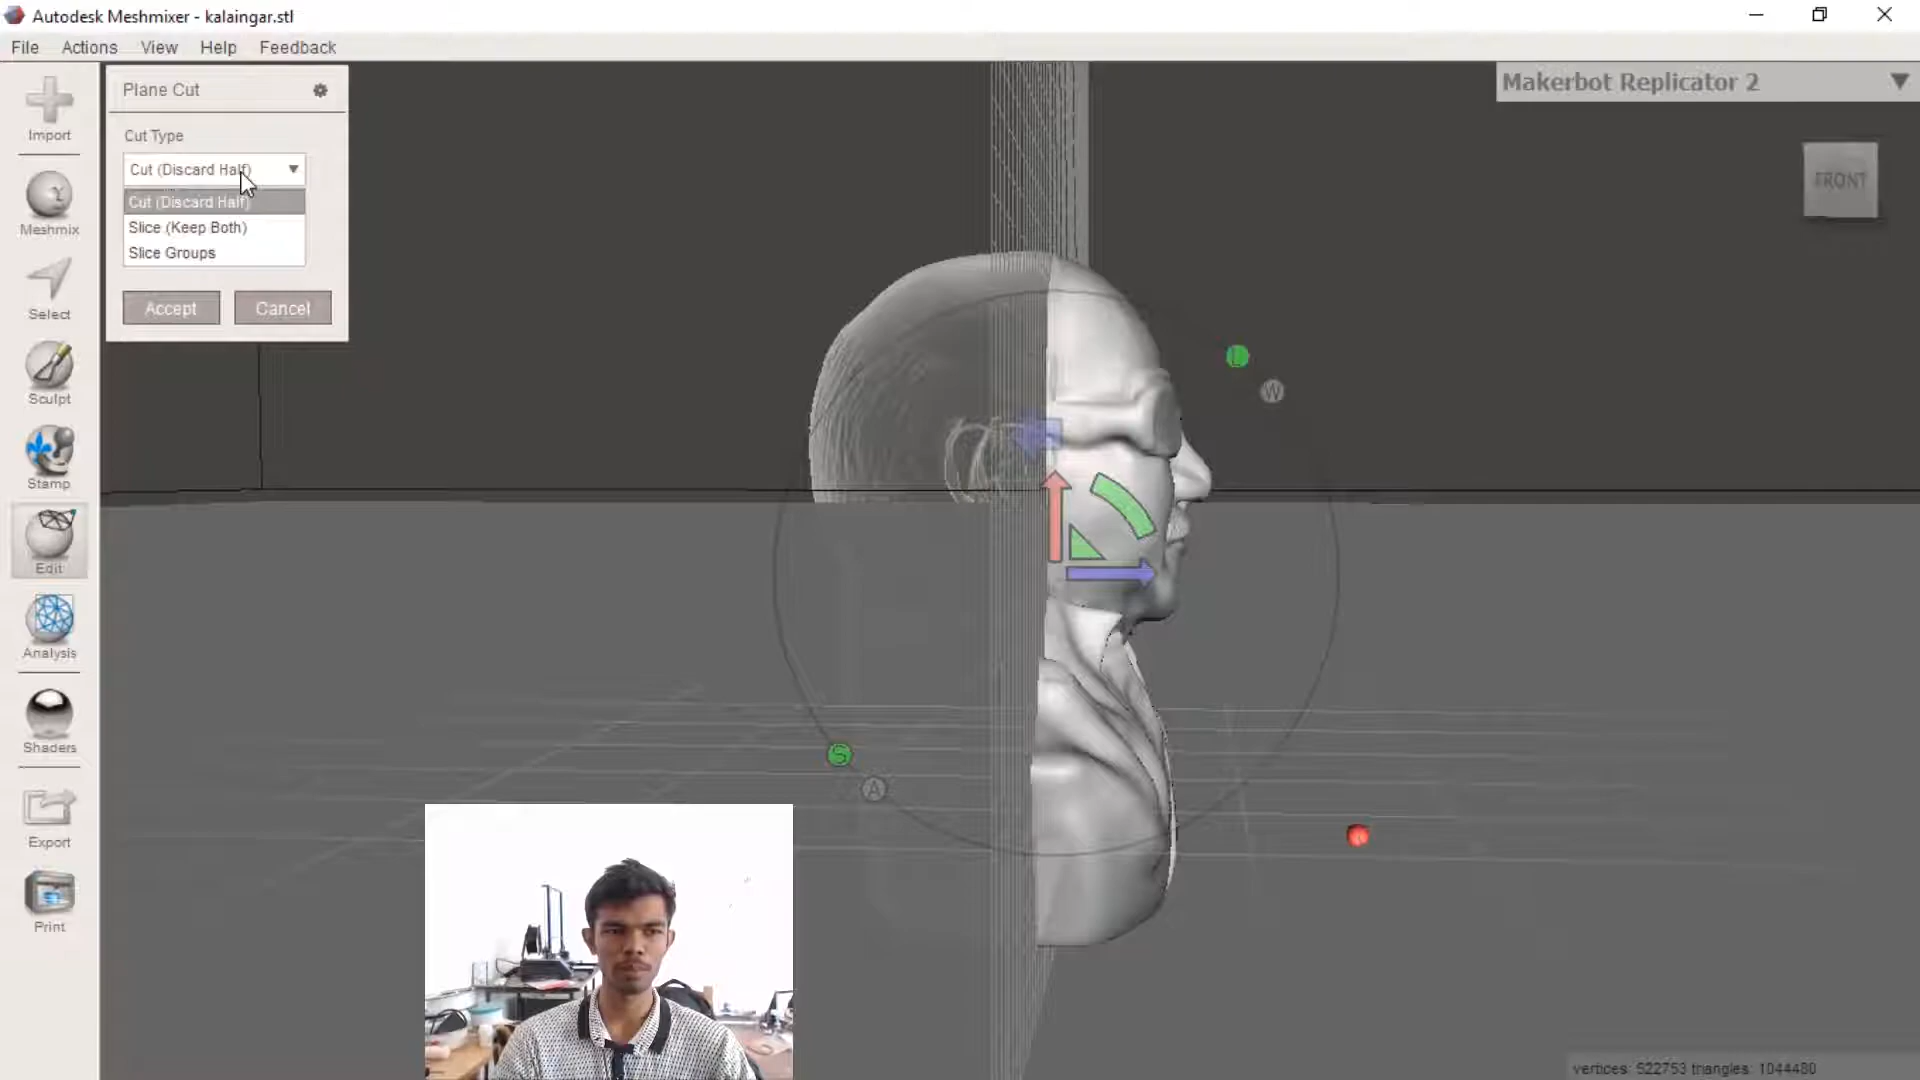 Autodesk Meshmixer - kalaingar.stl
File Actions View Help Feedback
Plane Cut
Cut Type
Cut (Discard Half)
Cut (Discard Half)
Slice (Keep Both)
Slice Groups
Accept Cancel
Import
Meshmix
Select
Sculpt
Stamp
Edit
Analysis
Shaders
Export
Print
Makerbot Replicator 2
FRONT
L
W
S
A
vertices: 522753 triangles: 1044480